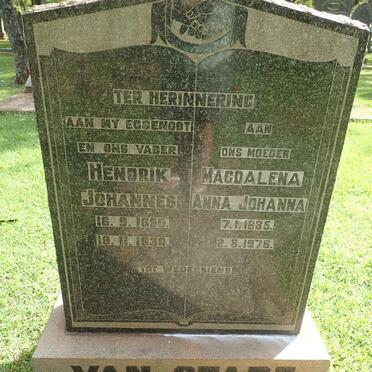 TER HERINNERING
AAN MY EGGENOOT
EN ONS VADER
HENDRIK
JOHANNES
AAN
ONS MOEDER
MAGDALENA
ANNA JOHANNA
7.1.1885.
2.8.1975.
TOT WEDERSIENS
VAN